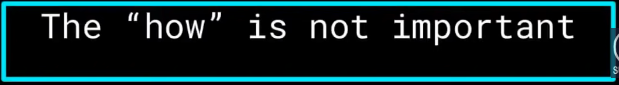 The “how” is not important